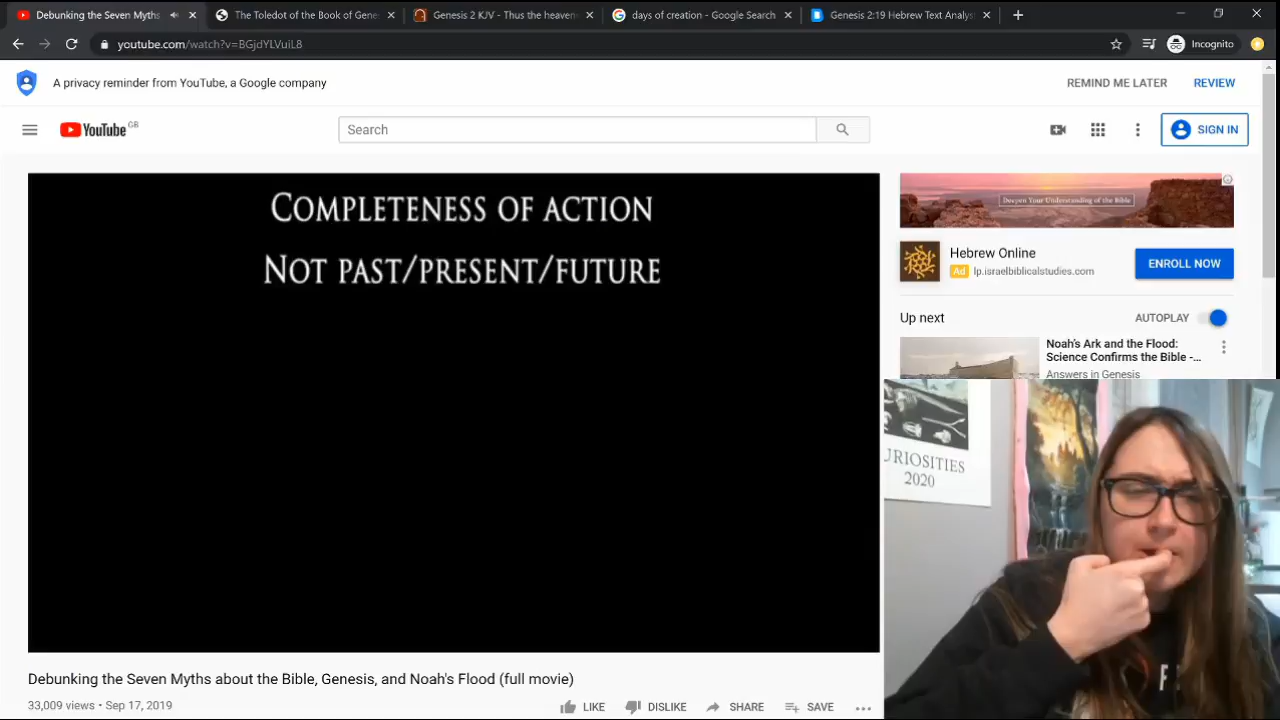 Debunking the Seven Myths
The Toledot of the Book of Gene
Genesis 2 KJV - Thus the heaven
days of creation - Google Search
Genesis 2:19 Hebrew Text Analys
youtube.com/watch?v=BGjdYLVuiL8
Incognito
A privacy reminder from YouTube, a Google company
REMIND ME LATER
REVIEW
YouTube GB
Search
SIGN IN
COMPLETENESS OF ACTION
NOT PAST/PRESENT/FUTURE
Deepen Your Understanding of the Bible
Hebrew Online
Ad lp.israelbiblicalstudies.com
ENROLL NOW
Up next
AUTOPLAY
Noah's Ark and the Flood:
Science Confirms the Bible -...
Answers in Genesis
URIOSITIES
2020
Debunking the Seven Myths about the Bible, Genesis, and Noah's Flood (full movie)
33,009 views • Sep 17, 2019
LIKE
DISLIKE
SHARE
SAVE